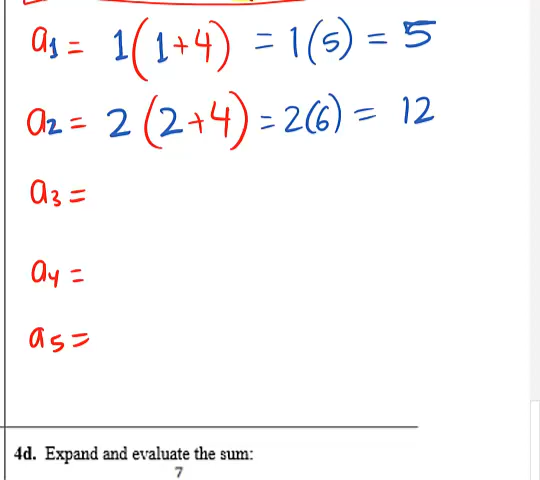 a₁ = 1(1+4) = 1(5) = 5
a₂ = 2(2+4) = 2(6) = 12
a₃ =
a₄ =
a₅ =
4d. Expand and evaluate the sum:
7